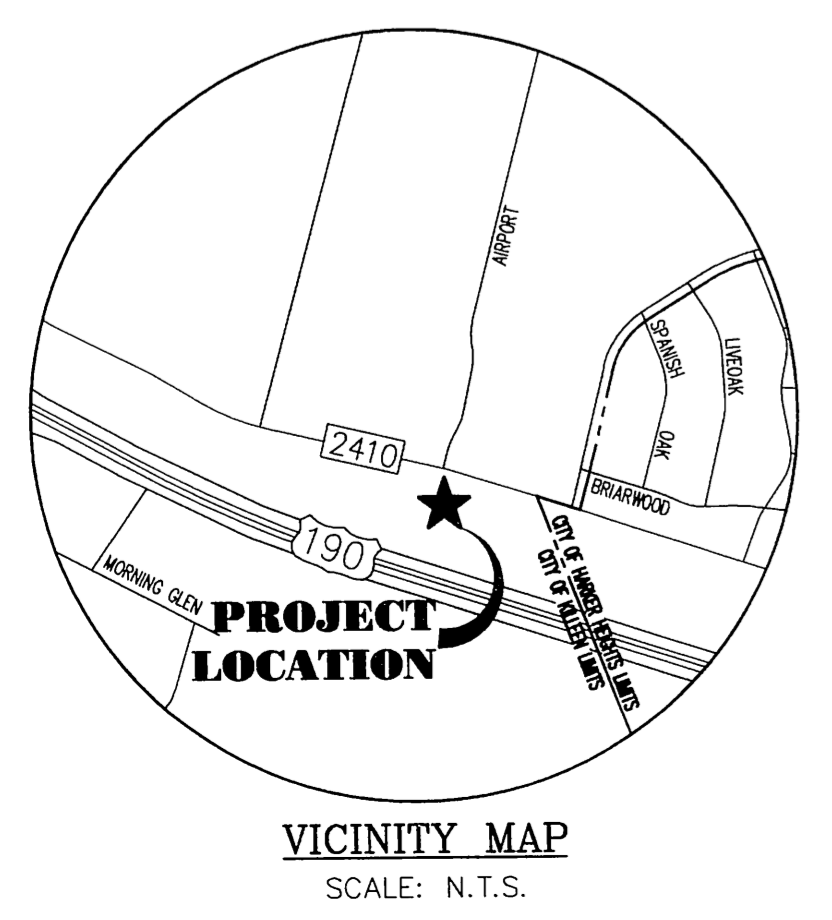 AIRPORT
SPANISH
OAK
LIVEOAK
2410
BRIARWOOD
190
CITY OF HARKER HEIGHTS LIMITS
CITY OF KILLEEN LIMITS
MORNING GLEN
PROJECT
LOCATION
VICINITY MAP
SCALE: N.T.S.